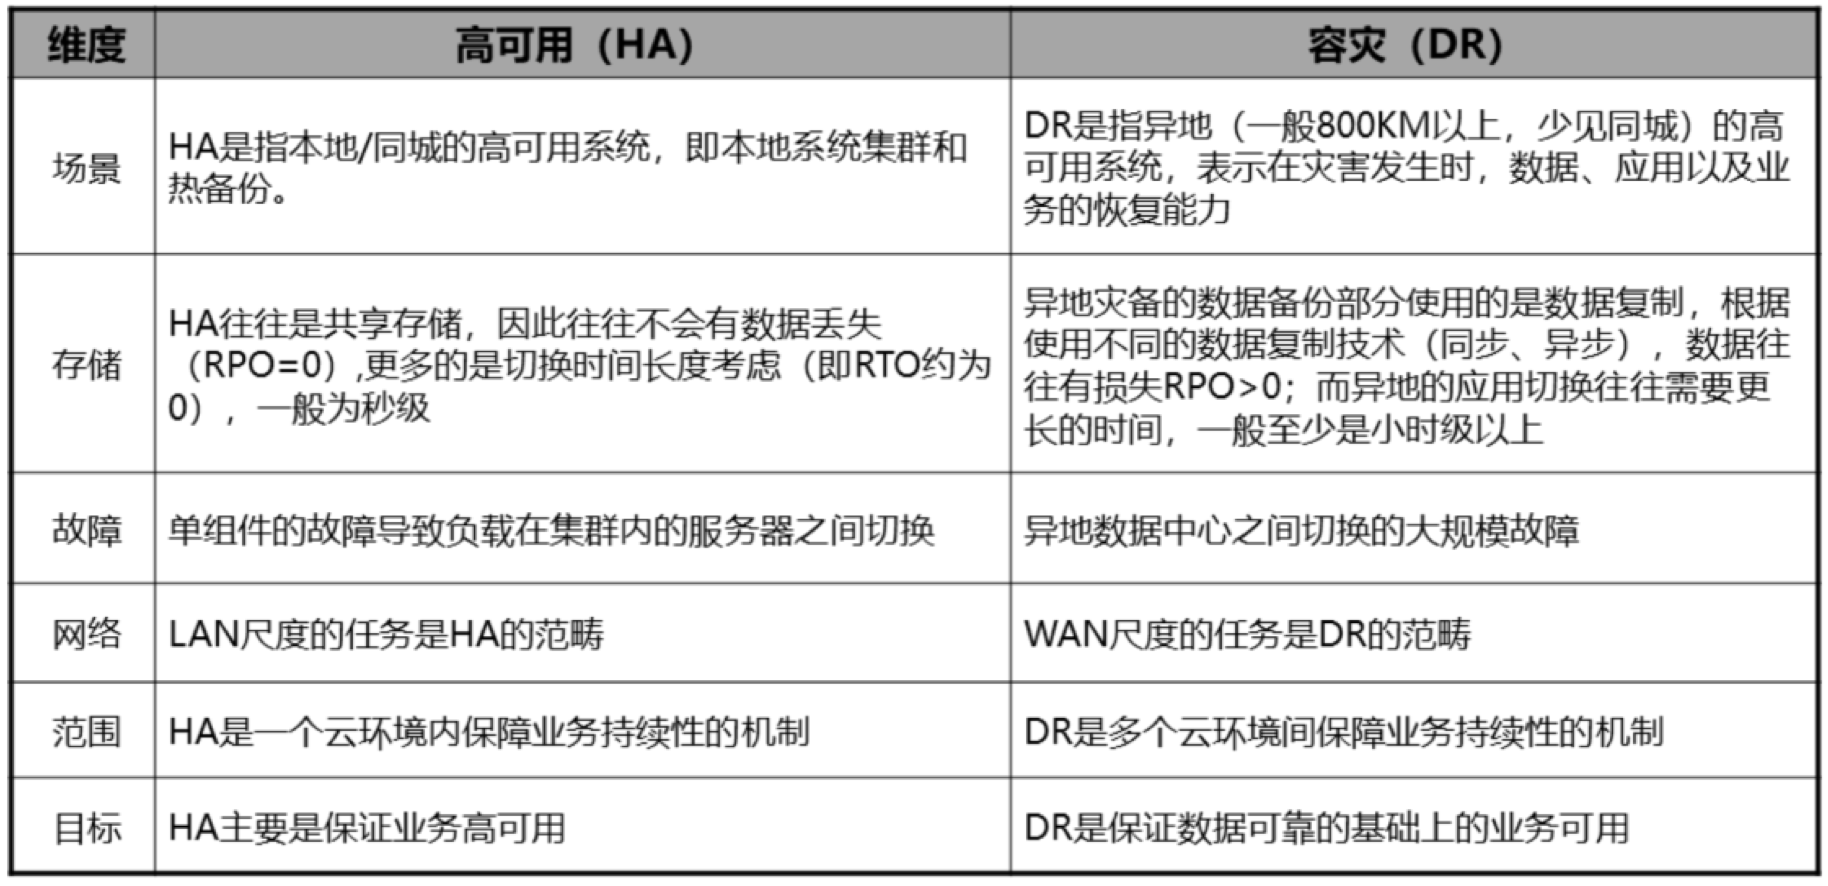 维度
高可用（HA）
容灾（DR）
场景
HA是指本地/同城的高可用系统，即本地系统集群和
热备份。
DR是指异地（一般800KM以上，少见同城）的高
可用系统，表示在灾害发生时，数据、应用以及业
务的恢复能力
存储
HA往往是共享存储，因此往往不会有数据丢失
（RPO=0）,更多的是切换时间长度考虑（即RTO约为
0），一般为秒级
异地灾备的数据备份部分使用的是数据复制，根据
使用不同的数据复制技术（同步、异步），数据往
往有损失RPO>0；而异地的应用切换往往需要更
长的时间，一般至少是小时级以上
故障
单组件的故障导致负载在集群内的服务器之间切换
异地数据中心之间切换的大规模故障
网络
LAN尺度的任务是HA的范畴
WAN尺度的任务是DR的范畴
范围
HA是一个云环境内保障业务持续性的机制
DR是多个云环境间保障业务持续性的机制
目标
HA主要是保证业务高可用
DR是保证数据可靠的基础上的业务可用